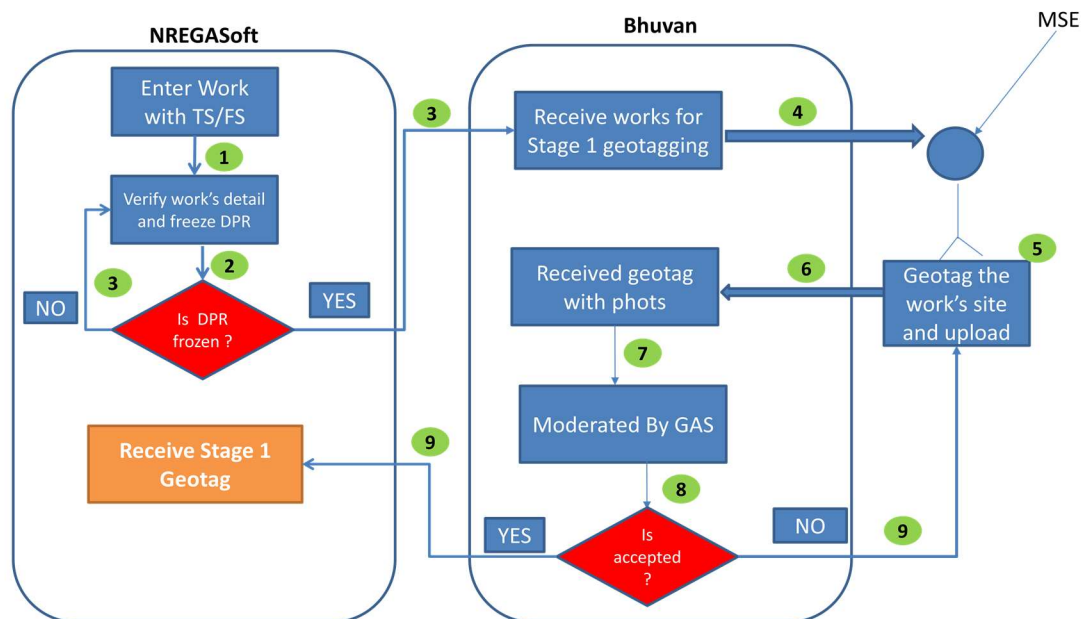 NREGASoft
Bhuvan
MSE
Enter Work
with TS/FS
1
Verify work's detail
and freeze DPR
2
3
NO
Is DPR
frozen ?
YES
3
Receive works for
Stage 1 geotagging
4
5
Geotag the
work's site
and upload
6
Received geotag
with phots
7
Moderated By GAS
8
Is
accepted
?
YES
9
Receive Stage 1
Geotag
NO
9